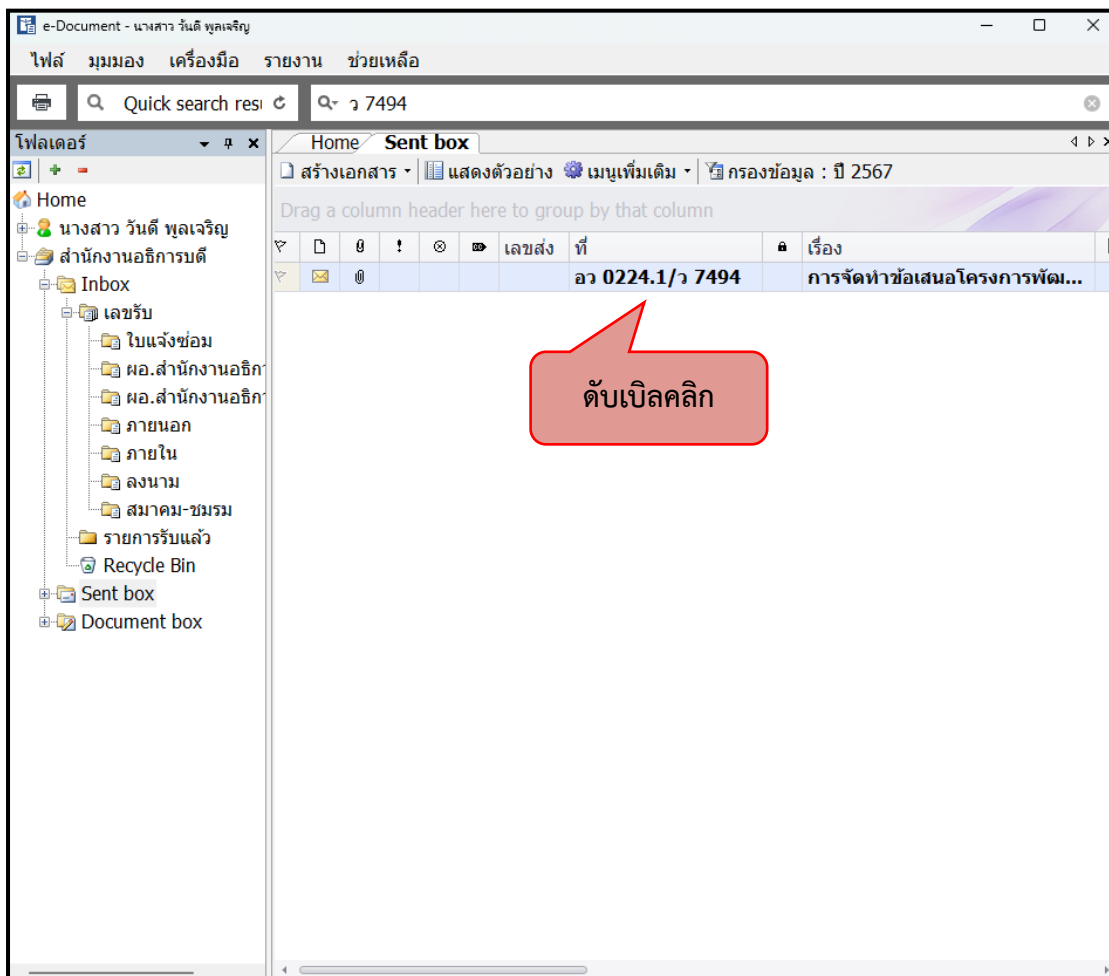 e-Document - นางสาว วันดี พูลเจริญ
ไฟล์ มุมมอง เครื่องมือ รายงาน ช่วยเหลือ
Quick search resu ว 7494
โฟลเดอร์
Home Sent box
สร้างเอกสาร แสดงตัวอย่าง เมนูเพิ่มเติม กรองข้อมูล : ปี 2567
Drag a column header here to group by that column
เลขส่ง ที่ เรื่อง
อว 0224.1/ว 7494 การจัดทำข้อเสนอโครงการพัฒ...
ดับเบิลคลิก
Home
นางสาว วันดี พูลเจริญ
สำนักงานอธิการบดี
Inbox
เลขรับ
ใบแจ้งซ่อม
ผอ.สำนักงานอธิกา
ผอ.สำนักงานอธิกา
ภายนอก
ภายใน
ลงนาม
สมาคม-ชมรม
รายการรับแล้ว
Recycle Bin
Sent box
Document box